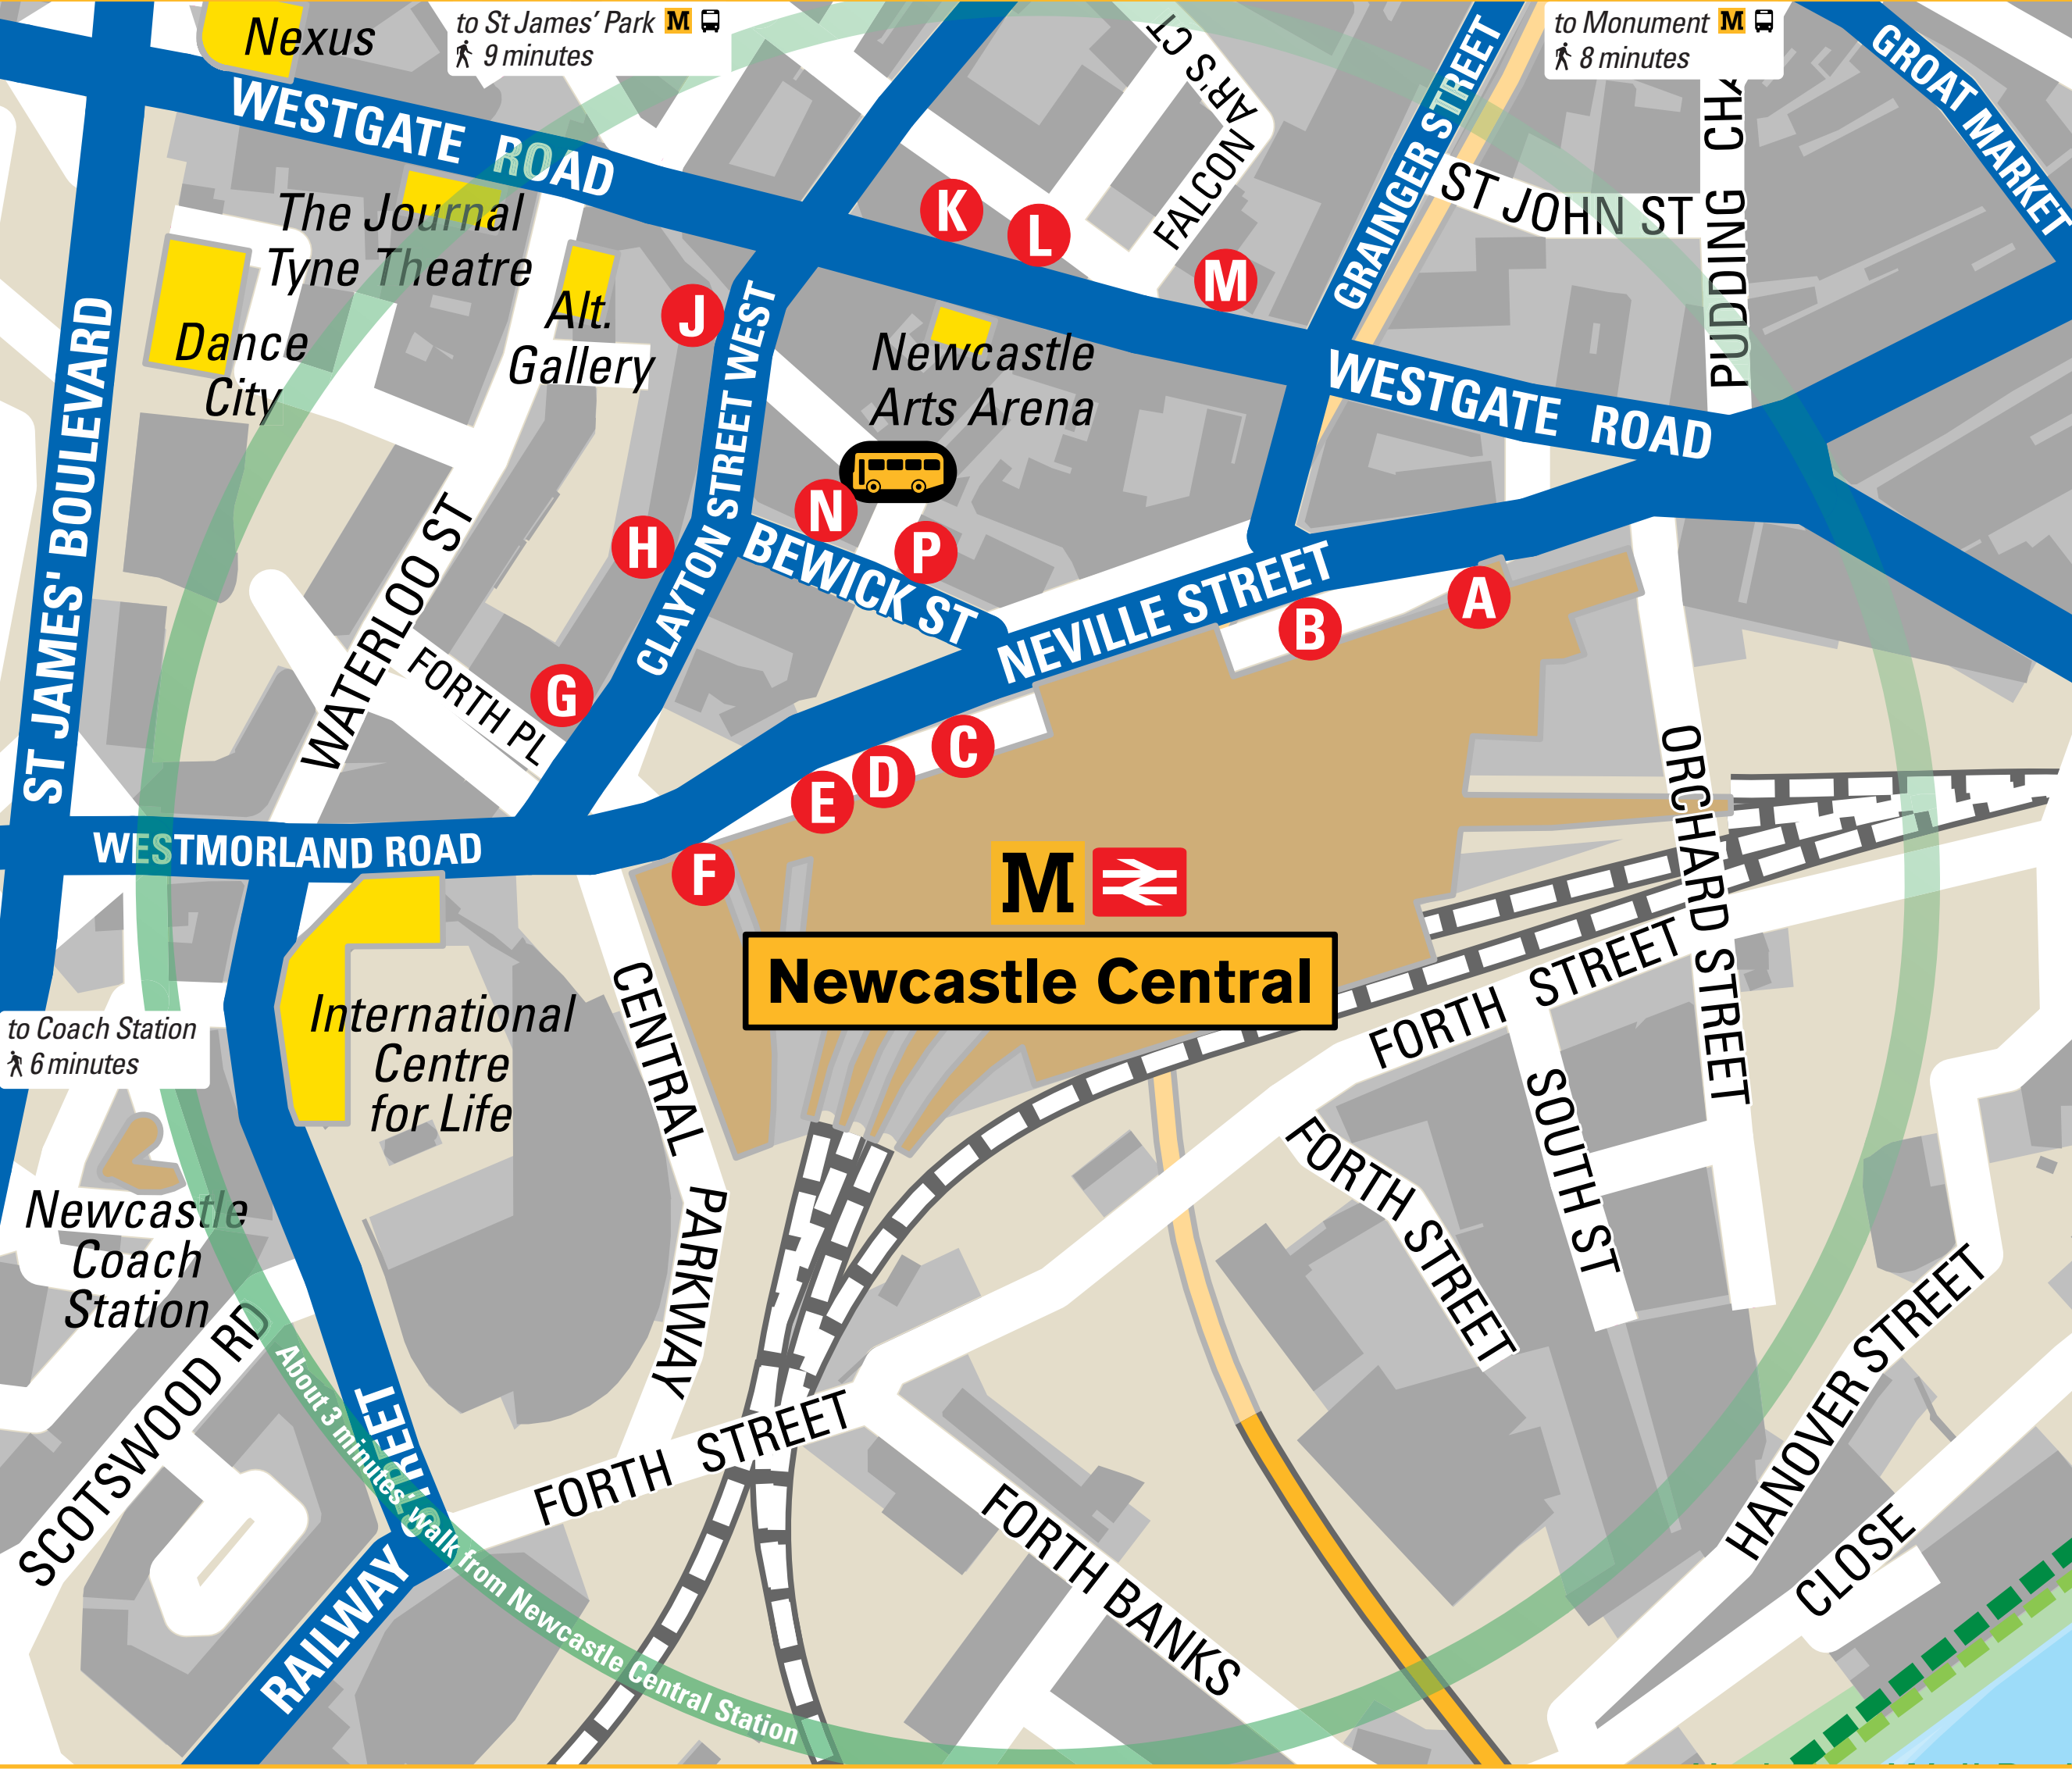 Nexus
to St James' Park M
9 minutes
to Monument M
8 minutes
WESTGATE ROAD
AR'S CT
FALCON
GRAINGER STREET
ST JOHN ST
PUDDING
GROAT MARKET
The Journal
Tyne Theatre
Dance
City
Alt.
Gallery
Newcastle
Arts Arena
K
L
M
J
H
G
N
P
ST JAMES' BOULEVARD
WATERLOO ST
FORTH PL
CLAYTON STREET WEST
BEWICK ST
NEVILLE STREET
WESTGATE ROAD
A
B
C
D
E
F
WESTMORLAND ROAD
M
Newcastle Central
ORCHARD STREET
International
Centre
for Life
CENTRAL PARKWAY
to Coach Station
6 minutes
Newcastle
Coach
Station
SCOTSWOOD RD
FORTH STREET
FORTH STREET
SOUTH ST
FORTH STREET
FORTH BANKS
HANOVER STREET
CLOSE
RAILWAY STREET
About 3 minutes' walk from Newcastle Central Station